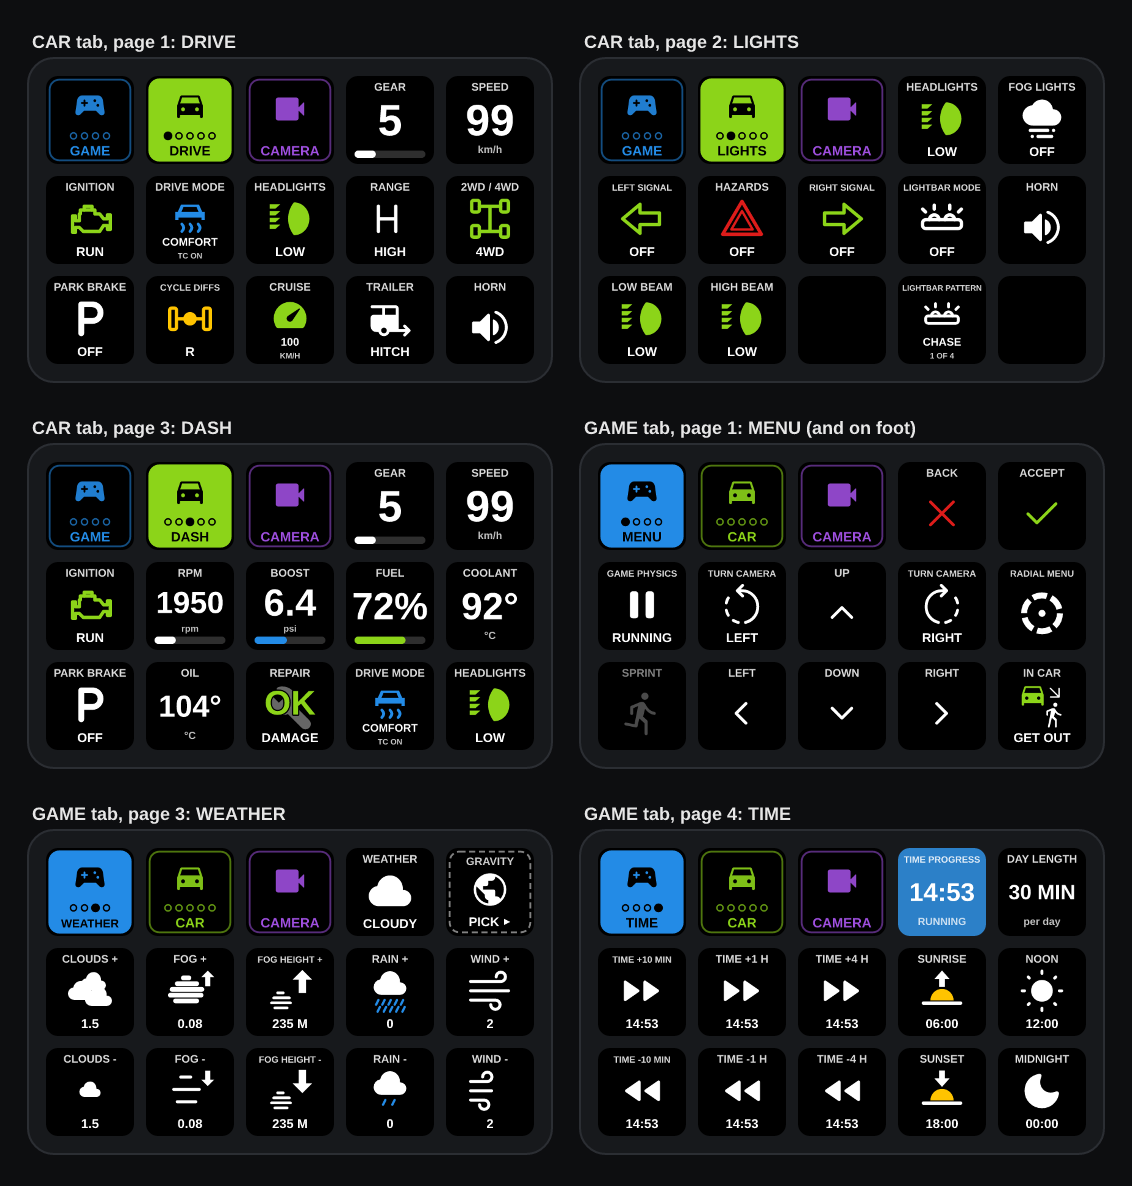 CAR tab, page 1: DRIVE
GAME
DRIVE
CAMERA
GEAR
5
SPEED
99
km/h
IGNITION
RUN
DRIVE MODE
COMFORT
TC ON
HEADLIGHTS
LOW
RANGE
H
HIGH
2WD / 4WD
4WD
PARK BRAKE
P
OFF
CYCLE DIFFS
R
CRUISE
100
KM/H
TRAILER
HITCH
HORN
CAR tab, page 2: LIGHTS
GAME
LIGHTS
CAMERA
HEADLIGHTS
LOW
FOG LIGHTS
OFF
LEFT SIGNAL
OFF
HAZARDS
OFF
RIGHT SIGNAL
OFF
LIGHTBAR MODE
OFF
HORN
LOW BEAM
LOW
HIGH BEAM
LOW
LIGHTBAR PATTERN
CHASE
1 OF 4
CAR tab, page 3: DASH
GAME
DASH
CAMERA
GEAR
5
SPEED
99
km/h
IGNITION
RUN
RPM
1950
rpm
BOOST
6.4
psi
FUEL
72%
COOLANT
92°
°C
PARK BRAKE
P
OFF
OIL
104°
°C
REPAIR
OK
DAMAGE
DRIVE MODE
COMFORT
TC ON
HEADLIGHTS
LOW
GAME tab, page 1: MENU (and on foot)
MENU
CAR
CAMERA
BACK
ACCEPT
GAME PHYSICS
RUNNING
TURN CAMERA
LEFT
UP
TURN CAMERA
RIGHT
RADIAL MENU
SPRINT
LEFT
DOWN
RIGHT
IN CAR
GET OUT
GAME tab, page 3: WEATHER
WEATHER
CAR
CAMERA
WEATHER
CLOUDY
GRAVITY
PICK ▸
CLOUDS +
1.5
FOG +
0.08
FOG HEIGHT +
235 M
RAIN +
0
WIND +
2
CLOUDS -
1.5
FOG -
0.08
FOG HEIGHT -
235 M
RAIN -
0
WIND -
2
GAME tab, page 4: TIME
TIME
CAR
CAMERA
TIME PROGRESS
14:53
RUNNING
DAY LENGTH
30 MIN
per day
TIME +10 MIN
14:53
TIME +1 H
14:53
TIME +4 H
14:53
SUNRISE
06:00
NOON
12:00
TIME -10 MIN
14:53
TIME -1 H
14:53
TIME -4 H
14:53
SUNSET
18:00
MIDNIGHT
00:00